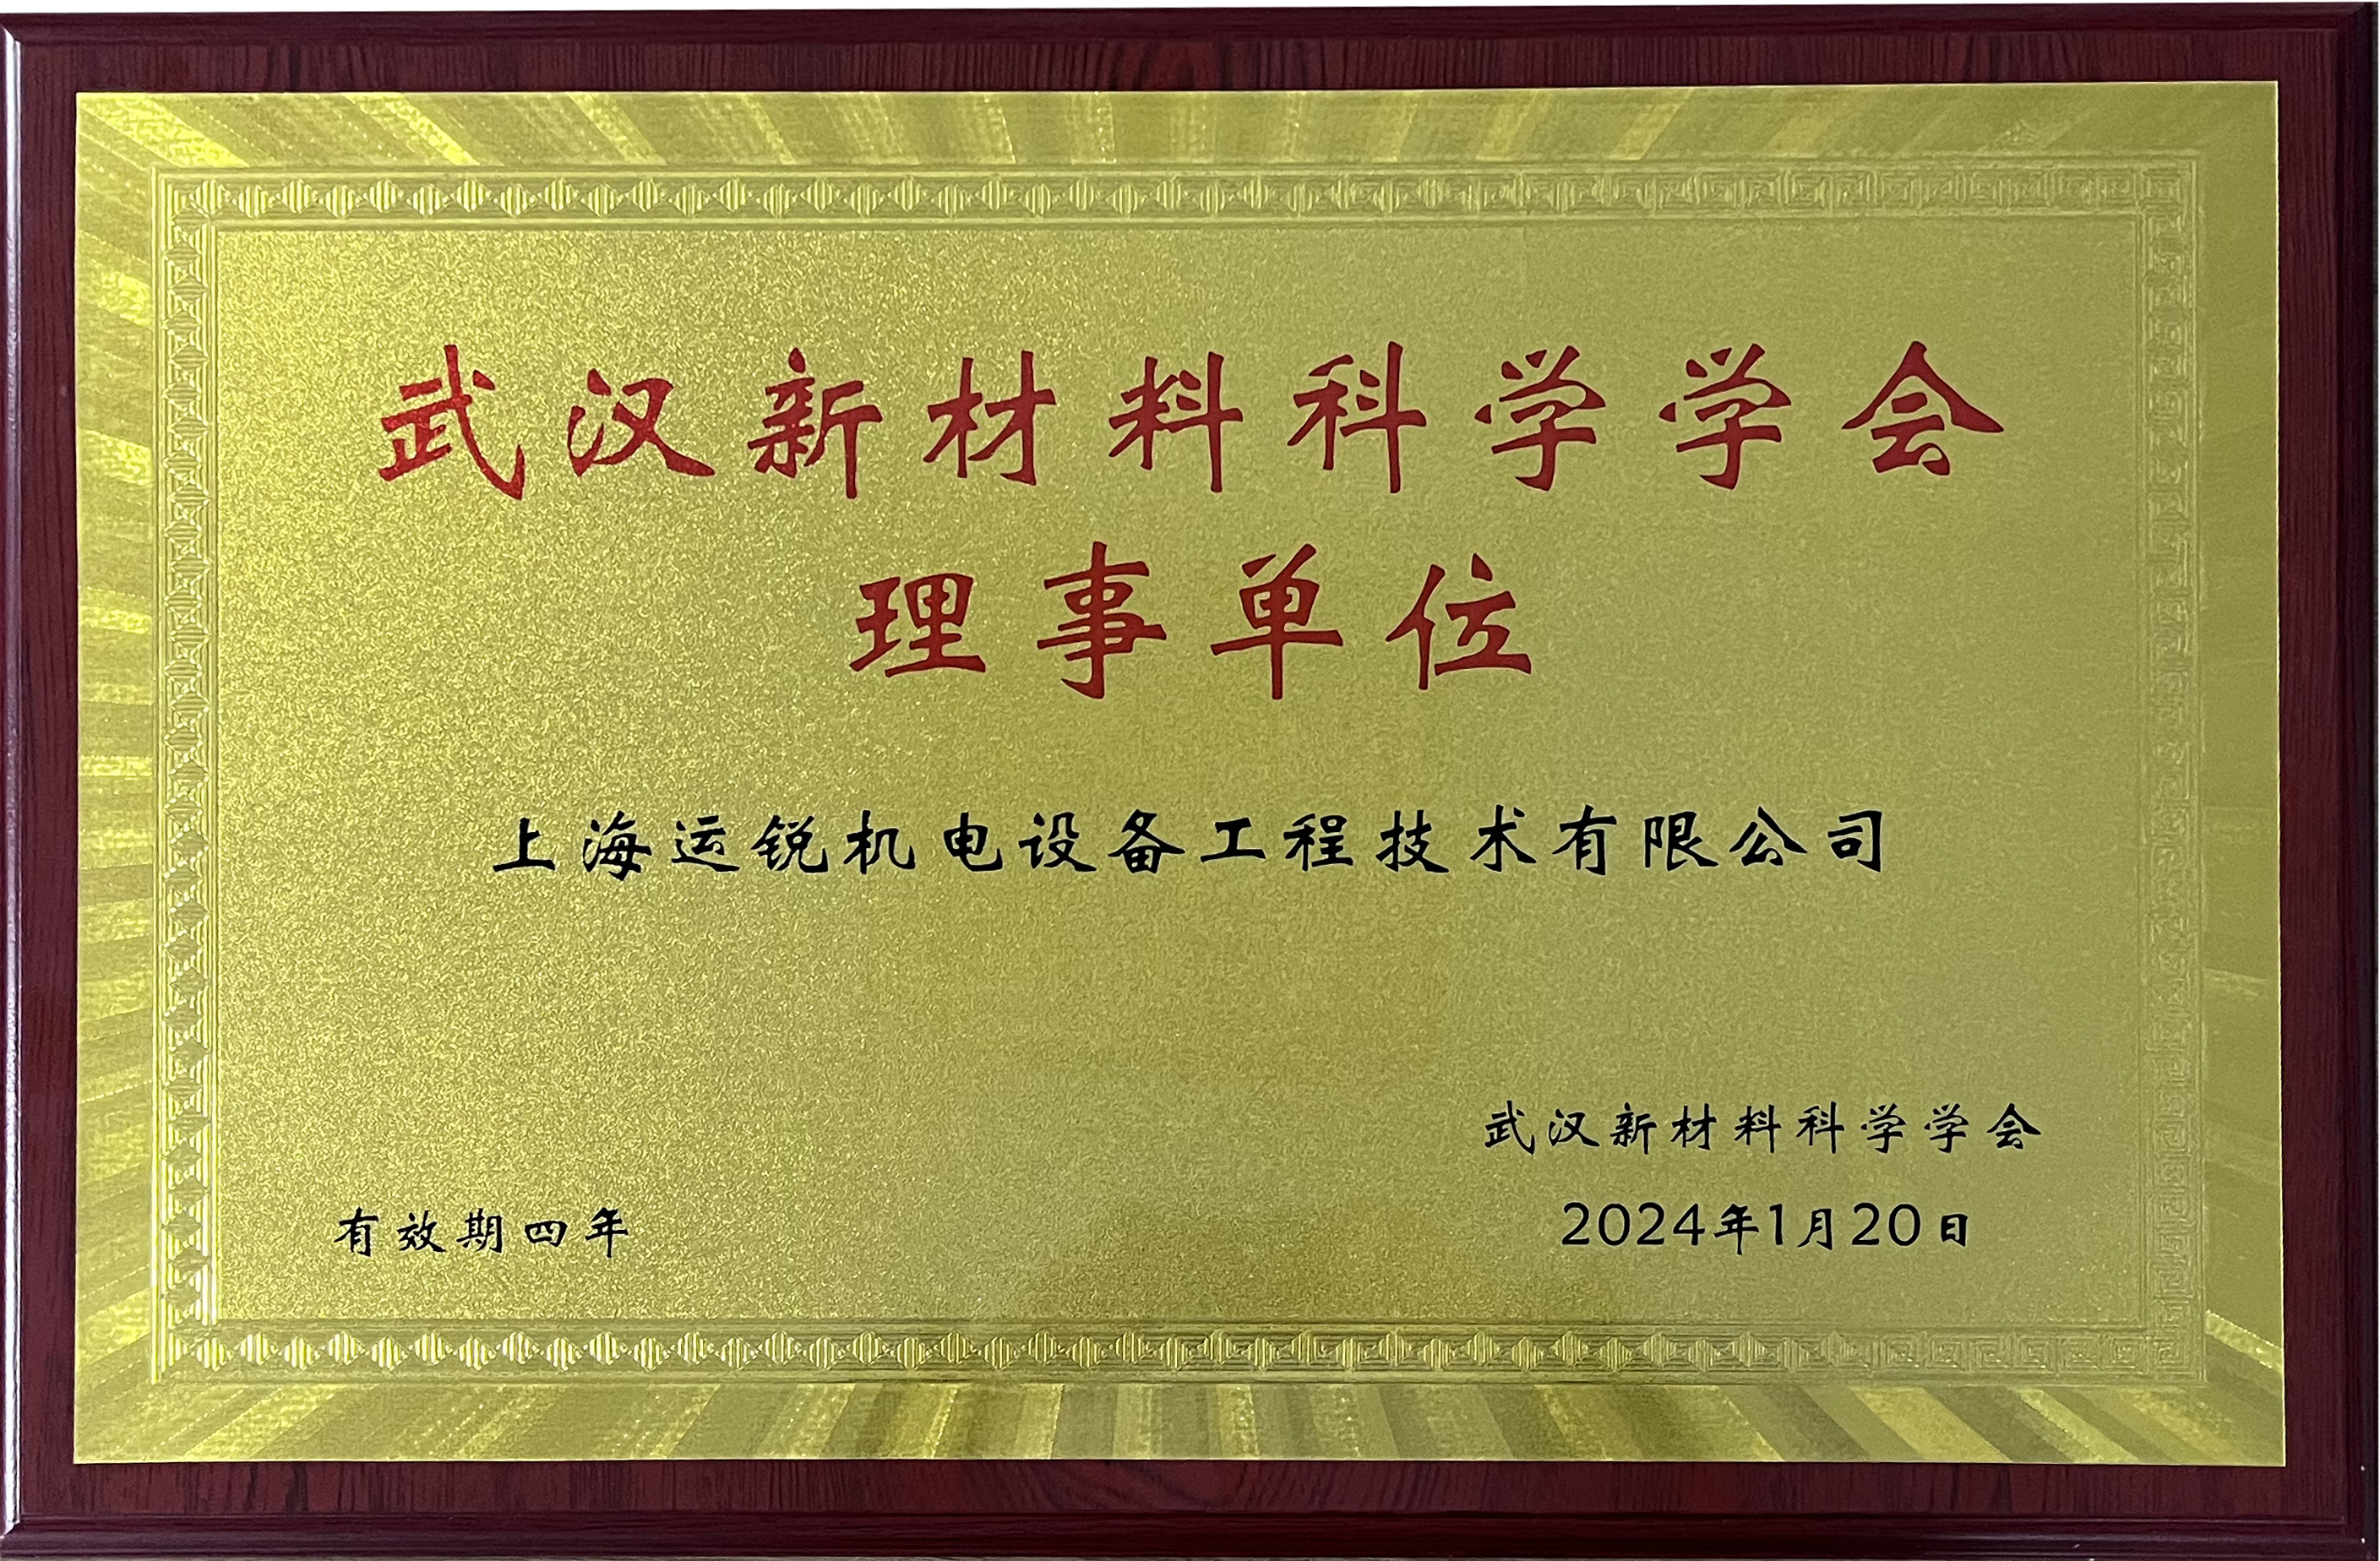 武汉新材料科学学会
理事单位
上海运锐机电设备工程技术有限公司
武汉新材料科学学会
有效期四年
2024年1月20日